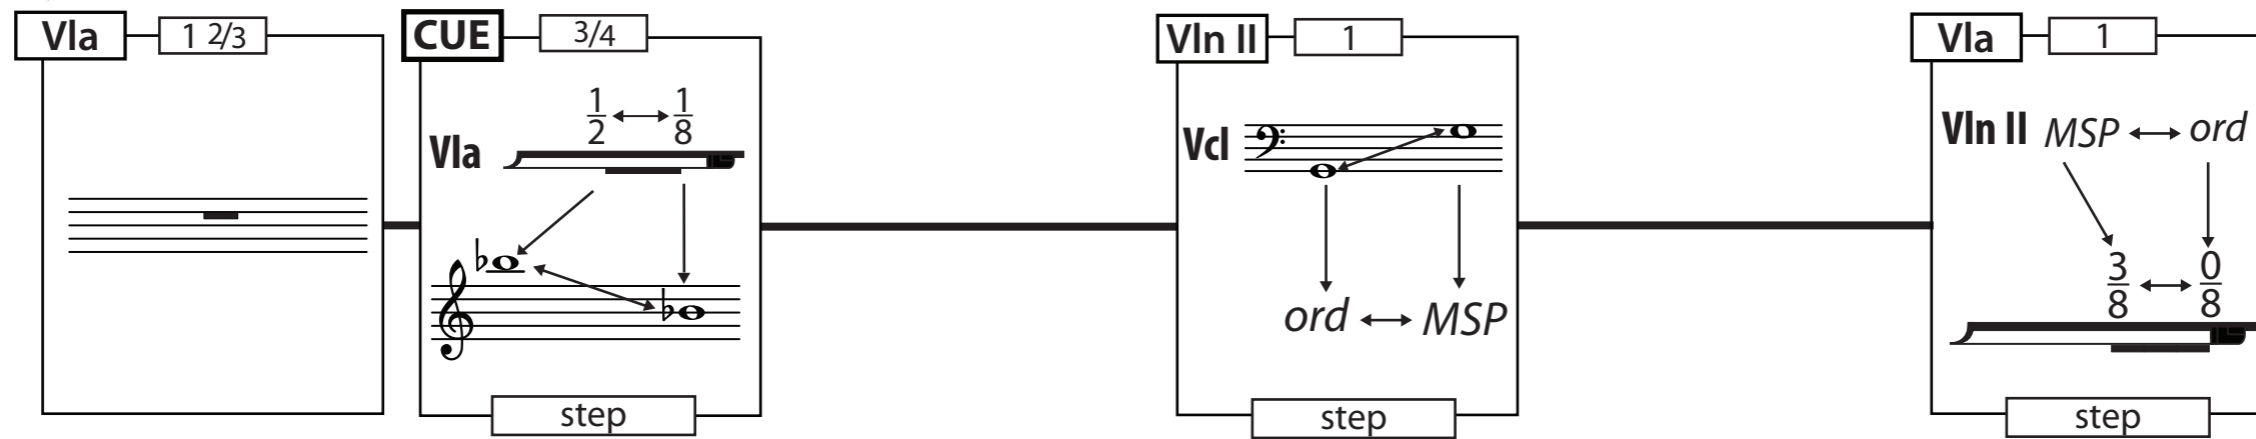 Vla 1 2/3
CUE 3/4
1/2 1/8
Vla
step
Vln II 1
Vcl
ord MSP
step
Vla 1
Vln II MSP ord
3/8 0/8
step